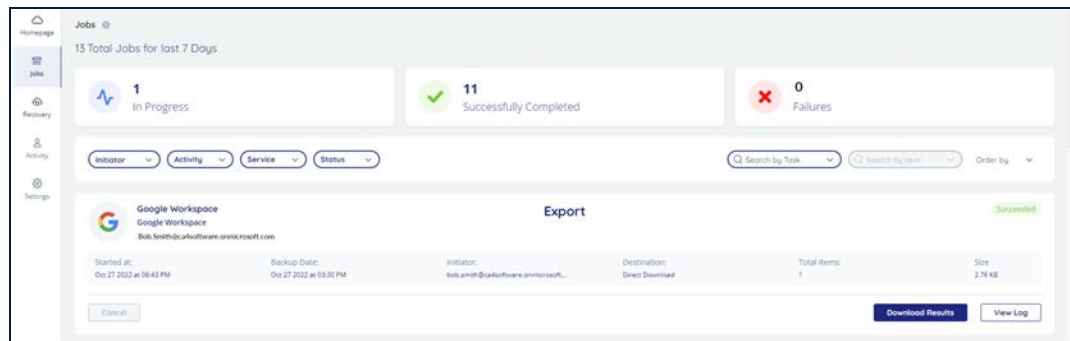 Homepage
Jobs
Recovery
Activity
Settings
Jobs
13 Total Jobs for last 7 Days
1
In Progress
11
Successfully Completed
0
Failures
Initiator
Activity
Service
Status
Search by Task
Search by Item
Order by
Google Workspace
Google Workspace
Bob.Smith@ca4software.onmicrosoft.com
Export
Succeeded
Started at:
Oct 27 2022 at 08:43 PM
Backup Date:
Oct 27 2022 at 03:30 PM
Initiator:
bob.smith@ca4software.onmicrosoft....
Destination:
Direct Download
Total Items:
1
Size
2.76 KB
Cancel
Download Results
View Log